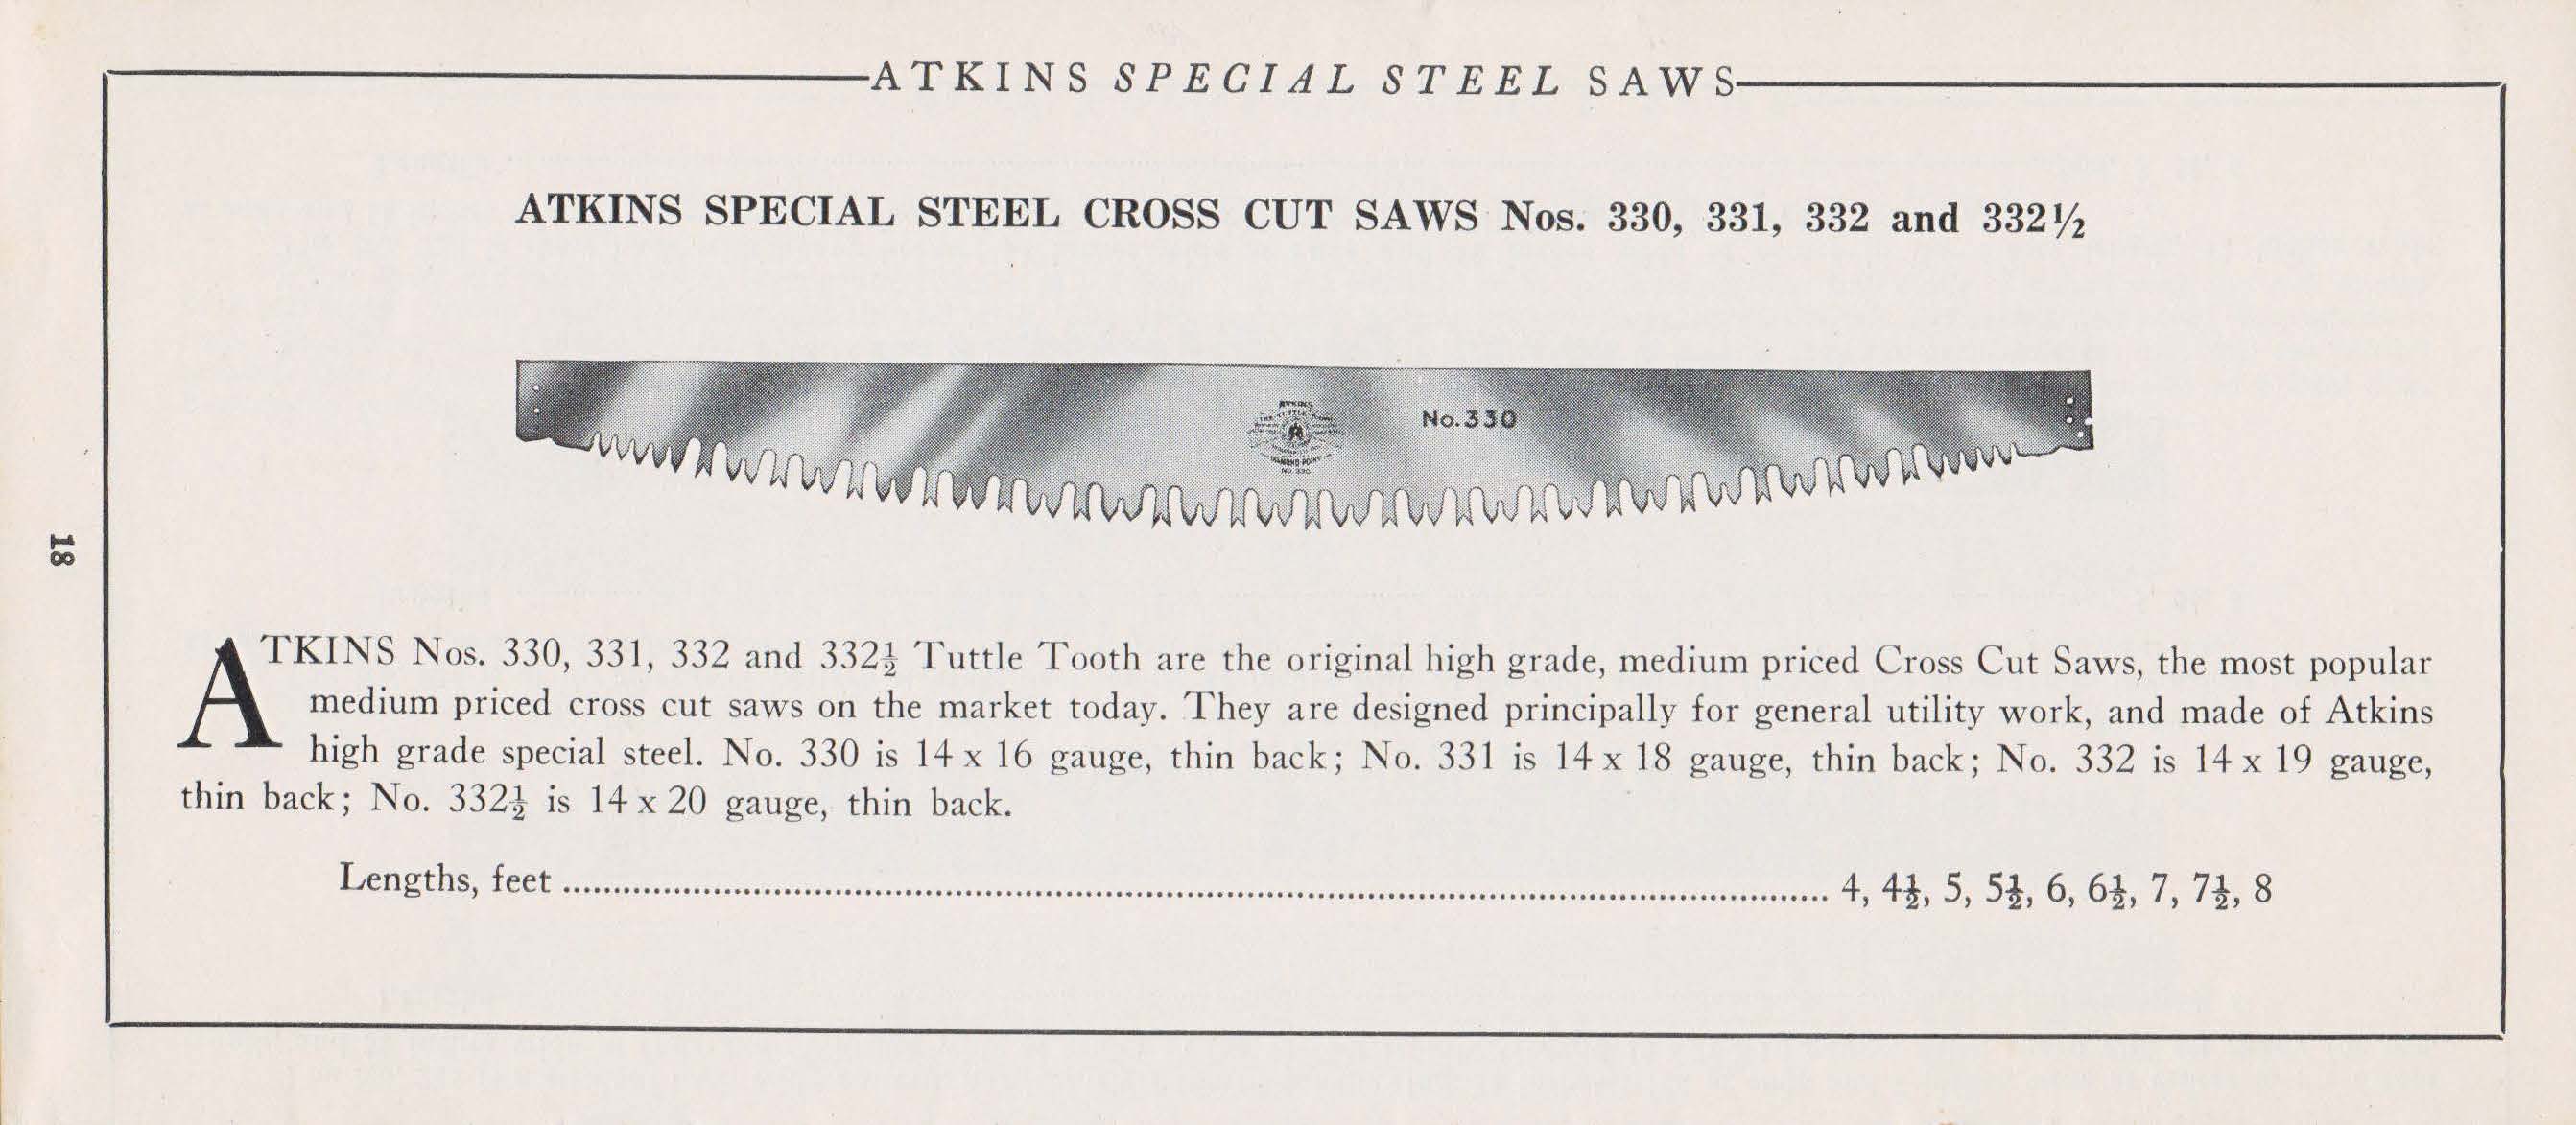 ATKINS SPECIAL STEEL SAWS
ATKINS SPECIAL STEEL CROSS CUT SAWS Nos. 330, 331, 332 and 332½
ATKINS
No.330
DIAMOND POINT
No. 330
18
ATKINS Nos. 330, 331, 332 and 332½ Tuttle Tooth are the original high grade, medium priced Cross Cut Saws, the most popular
medium priced cross cut saws on the market today. They are designed principally for general utility work, and made of Atkins
high grade special steel. No. 330 is 14 x 16 gauge, thin back; No. 331 is 14 x 18 gauge, thin back; No. 332 is 14 x 19 gauge,
thin back; No. 332½ is 14 x 20 gauge, thin back.
Lengths, feet ........................................................................................................ 4, 4½, 5, 5½, 6, 6½, 7, 7½, 8